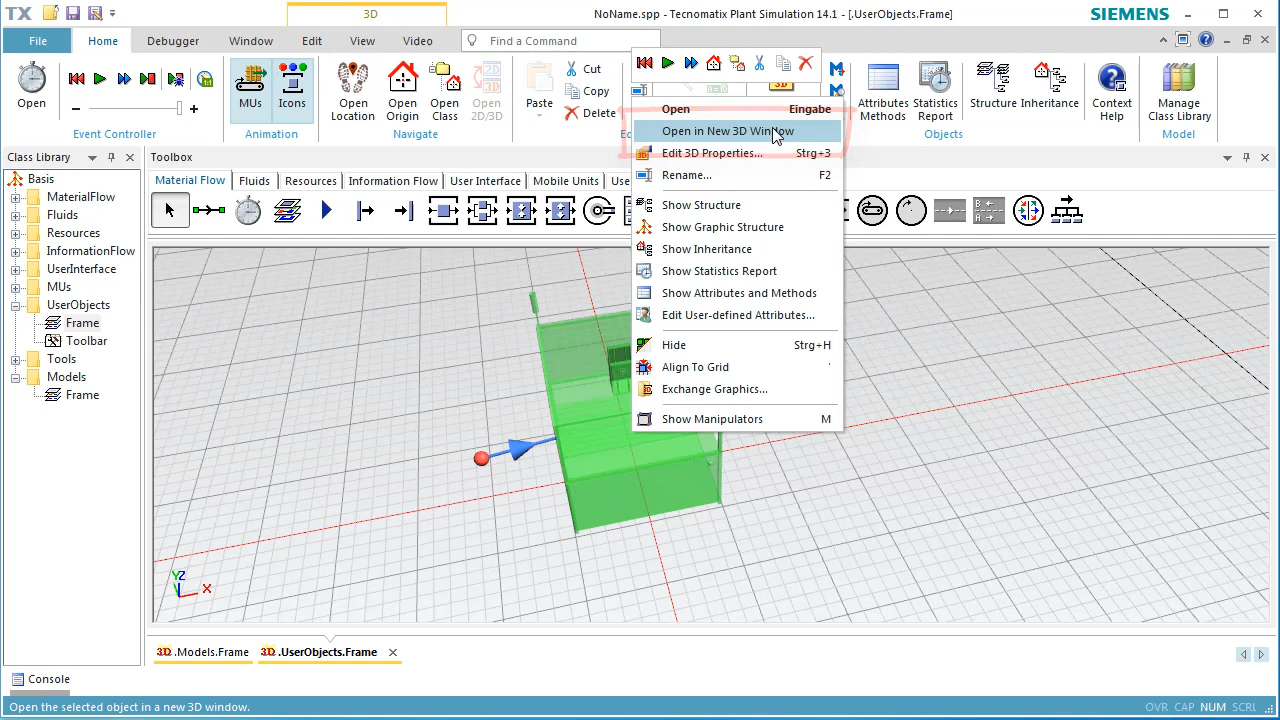 TX
3D
NoName.spp - Tecnomatix Plant Simulation 14.1 - [.UserObjects.Frame]
SIEMENS
File
Home
Debugger
Window
Edit
View
Video
Find a Command
Open
MUs
Icons
Open Location
Open Origin
Open Class
Open 2D/3D
Paste
Cut
Copy
Delete
Attributes Methods
Statistics Report
Structure
Inheritance
Context Help
Manage Class Library
Event Controller
Animation
Navigate
Objects
Model
Class Library
Toolbox
Basis
MaterialFlow
Fluids
Resources
InformationFlow
UserInterface
MUs
UserObjects
Frame
Toolbar
Tools
Models
Frame
Material Flow
Fluids
Resources
Information Flow
User Interface
Mobile Units
Open Eingabe
Open in New 3D Window
Edit 3D Properties... Strg+3
Rename... F2
Show Structure
Show Graphic Structure
Show Inheritance
Show Statistics Report
Show Attributes and Methods
Edit User-defined Attributes...
Hide Strg+H
Align To Grid '
Exchange Graphics...
Show Manipulators M
Y
Z
X
3D .Models.Frame
3D .UserObjects.Frame
Console
Open the selected object in a new 3D window.
OVR CAP NUM SCRL